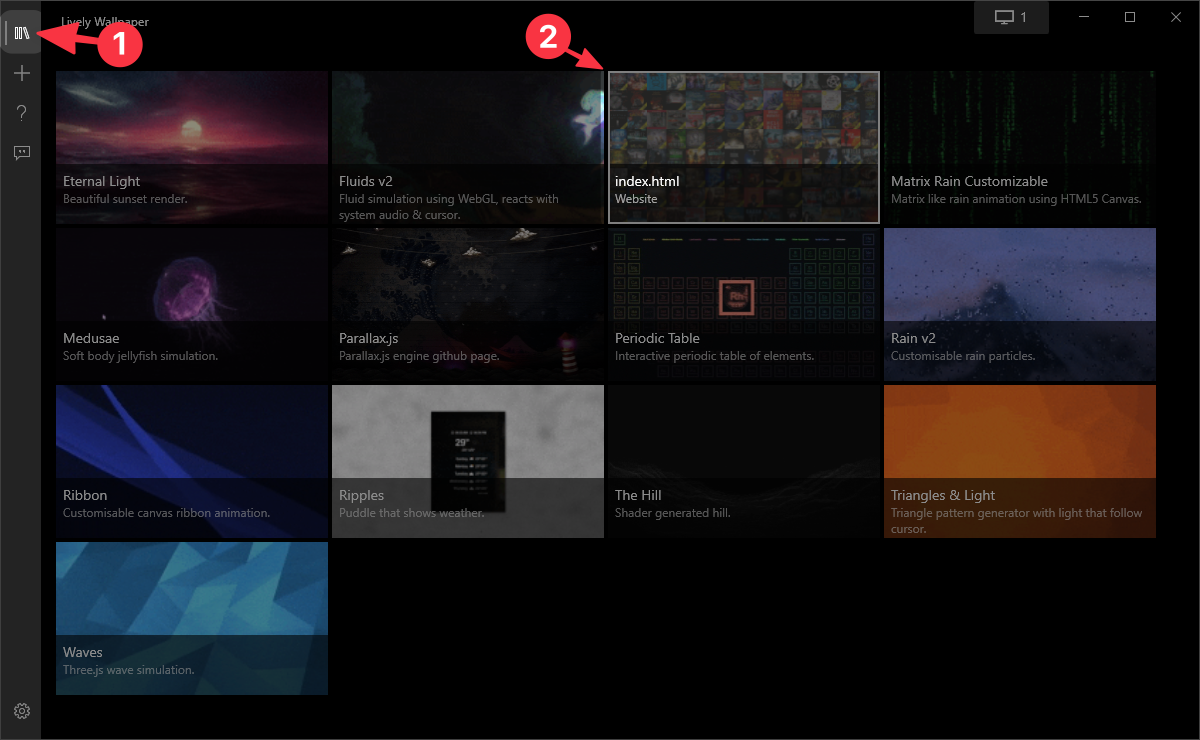 Lively Wallpaper
1
1
2
Eternal Light
Beautiful sunset render.
Fluids v2
Fluid simulation using WebGL, reacts with
system audio & cursor.
index.html
Website
Matrix Rain Customizable
Matrix like rain animation using HTML5 Canvas.
Medusae
Soft body jellyfish simulation.
Parallax.js
Parallax.js engine github page.
Periodic Table
Interactive periodic table of elements.
Rain v2
Customisable rain particles.
Ribbon
Customisable canvas ribbon animation.
29°
Ripples
Puddle that shows weather.
The Hill
Shader generated hill.
Triangles & Light
Triangle pattern generator with light that follow
cursor.
Waves
Three.js wave simulation.